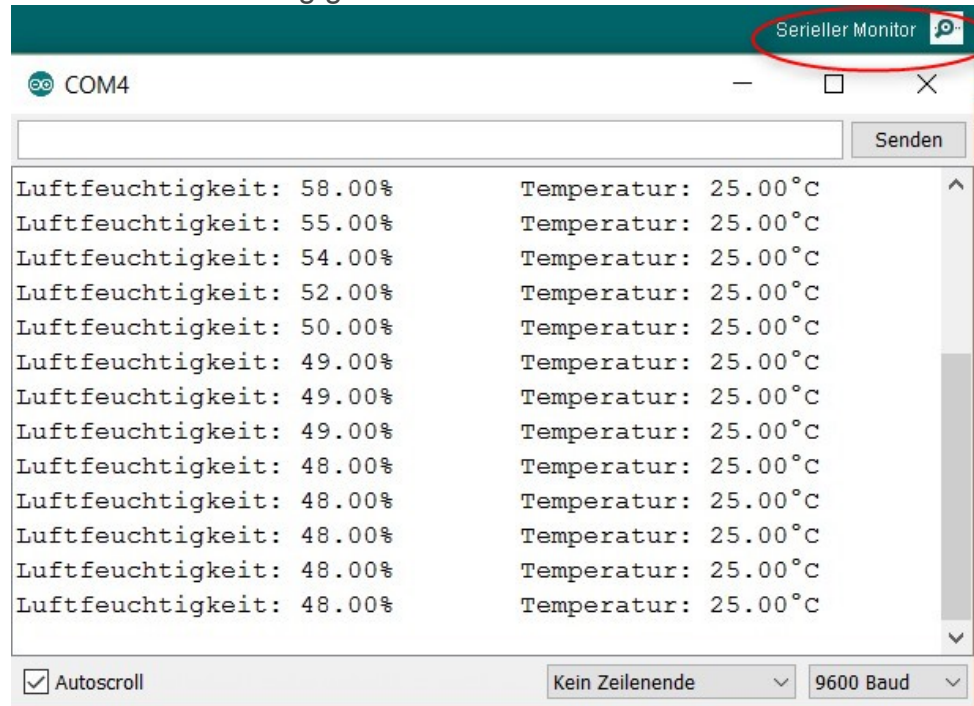 Serieller Monitor
COM4
Senden
Luftfeuchtigkeit: 58.00% Temperatur: 25.00°C
Luftfeuchtigkeit: 55.00% Temperatur: 25.00°C
Luftfeuchtigkeit: 54.00% Temperatur: 25.00°C
Luftfeuchtigkeit: 52.00% Temperatur: 25.00°C
Luftfeuchtigkeit: 50.00% Temperatur: 25.00°C
Luftfeuchtigkeit: 49.00% Temperatur: 25.00°C
Luftfeuchtigkeit: 49.00% Temperatur: 25.00°C
Luftfeuchtigkeit: 49.00% Temperatur: 25.00°C
Luftfeuchtigkeit: 48.00% Temperatur: 25.00°C
Luftfeuchtigkeit: 48.00% Temperatur: 25.00°C
Luftfeuchtigkeit: 48.00% Temperatur: 25.00°C
Luftfeuchtigkeit: 48.00% Temperatur: 25.00°C
Luftfeuchtigkeit: 48.00% Temperatur: 25.00°C
Autoscroll Kein Zeilenende 9600 Baud